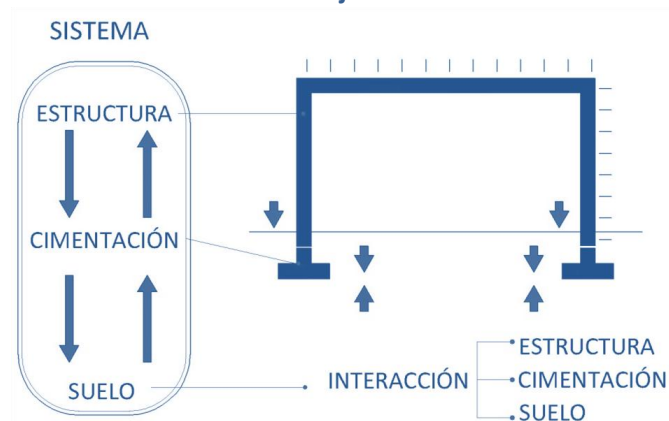 SISTEMA
ESTRUCTURA
CIMENTACIÓN
SUELO
INTERACCIÓN
ESTRUCTURA
CIMENTACIÓN
SUELO